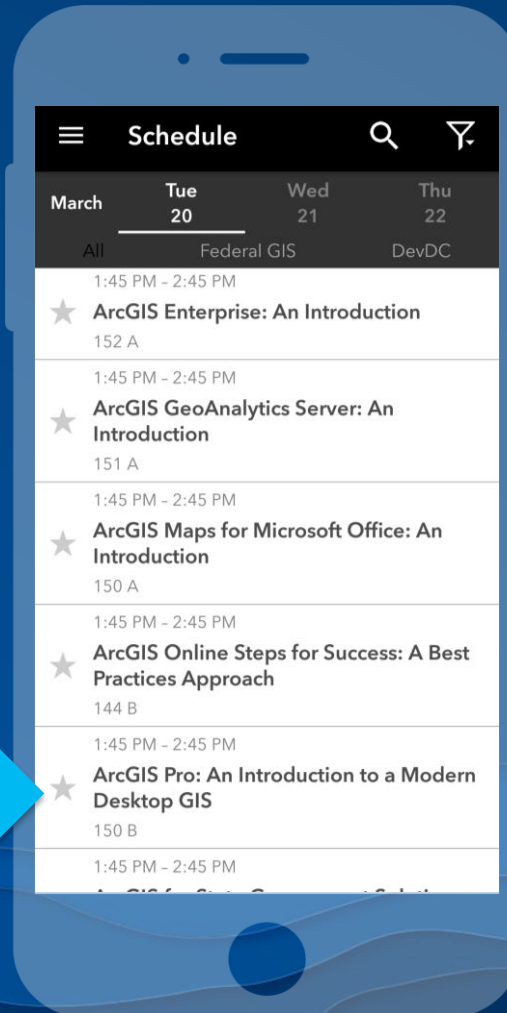 Schedule
March
Tue Wed Thu
20 21 22
All Federal GIS DevDC
1:45 PM – 2:45 PM
ArcGIS Enterprise: An Introduction
152 A
1:45 PM – 2:45 PM
ArcGIS GeoAnalytics Server: An
Introduction
151 A
1:45 PM – 2:45 PM
ArcGIS Maps for Microsoft Office: An
Introduction
150 A
1:45 PM – 2:45 PM
ArcGIS Online Steps for Success: A Best
Practices Approach
144 B
1:45 PM – 2:45 PM
ArcGIS Pro: An Introduction to a Modern
Desktop GIS
150 B
1:45 PM – 2:45 PM